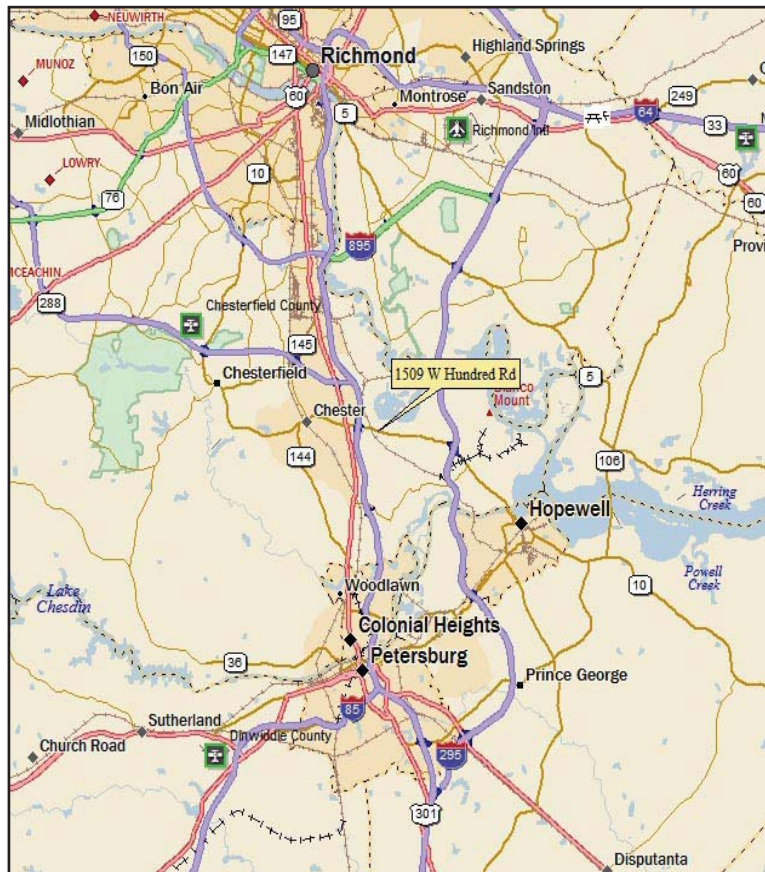 NEUWIRTH
95
150
147
Richmond
Highland Springs
MUNOZ
Bon Air
60
Montrose
Sandston
249
5
64
33
Midlothian
Richmond Intl
LOWRY
10
60
76
60
895
MCEACHIN
288
Chesterfield County
145
1509 W Hundred Rd
5
Chesterfield
Mount
Chester
144
106
Herring
Creek
Hopewell
Powell
Creek
10
Lake
Chesdin
Woodlawn
Colonial Heights
36
Petersburg
Prince George
85
Sutherland
Dinwiddie County
Church Road
295
301
Disputanta